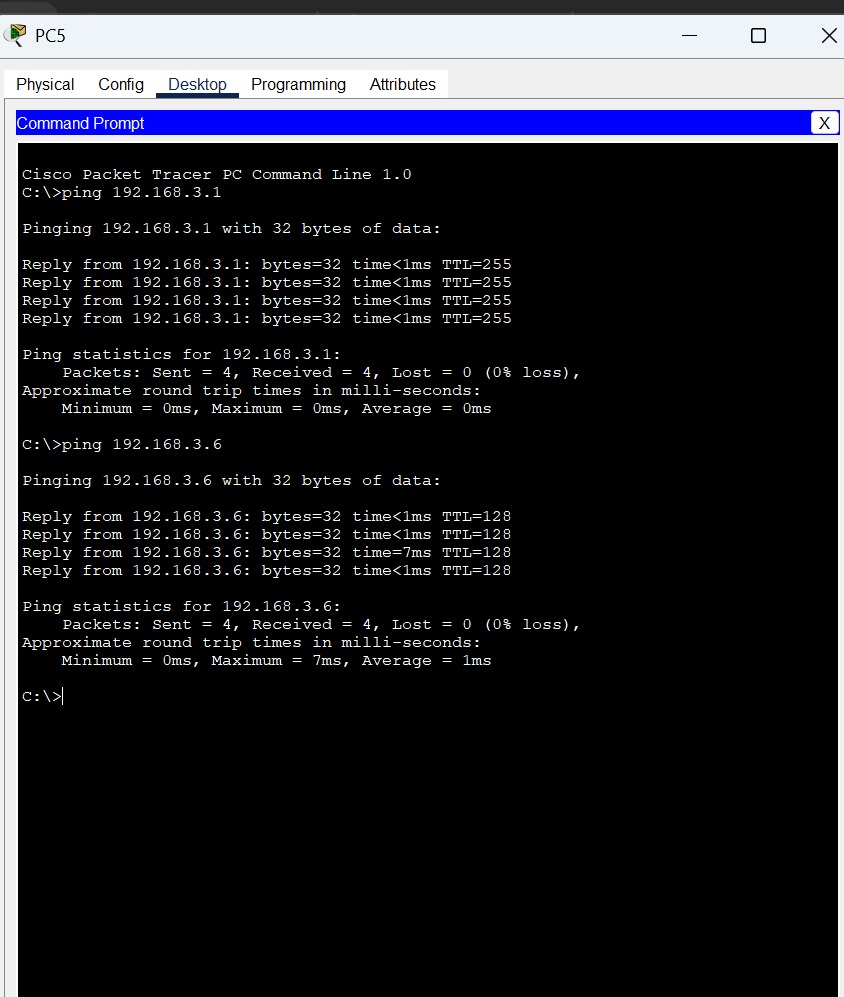 PC5
Physical Config Desktop Programming Attributes
Command Prompt X
Cisco Packet Tracer PC Command Line 1.0
C:\>ping 192.168.3.1
Pinging 192.168.3.1 with 32 bytes of data:
Reply from 192.168.3.1: bytes=32 time<1ms TTL=255
Reply from 192.168.3.1: bytes=32 time<1ms TTL=255
Reply from 192.168.3.1: bytes=32 time<1ms TTL=255
Reply from 192.168.3.1: bytes=32 time<1ms TTL=255
Ping statistics for 192.168.3.1:
    Packets: Sent = 4, Received = 4, Lost = 0 (0% loss),
Approximate round trip times in milli-seconds:
    Minimum = 0ms, Maximum = 0ms, Average = 0ms
C:\>ping 192.168.3.6
Pinging 192.168.3.6 with 32 bytes of data:
Reply from 192.168.3.6: bytes=32 time<1ms TTL=128
Reply from 192.168.3.6: bytes=32 time<1ms TTL=128
Reply from 192.168.3.6: bytes=32 time=7ms TTL=128
Reply from 192.168.3.6: bytes=32 time<1ms TTL=128
Ping statistics for 192.168.3.6:
    Packets: Sent = 4, Received = 4, Lost = 0 (0% loss),
Approximate round trip times in milli-seconds:
    Minimum = 0ms, Maximum = 7ms, Average = 1ms
C:\>